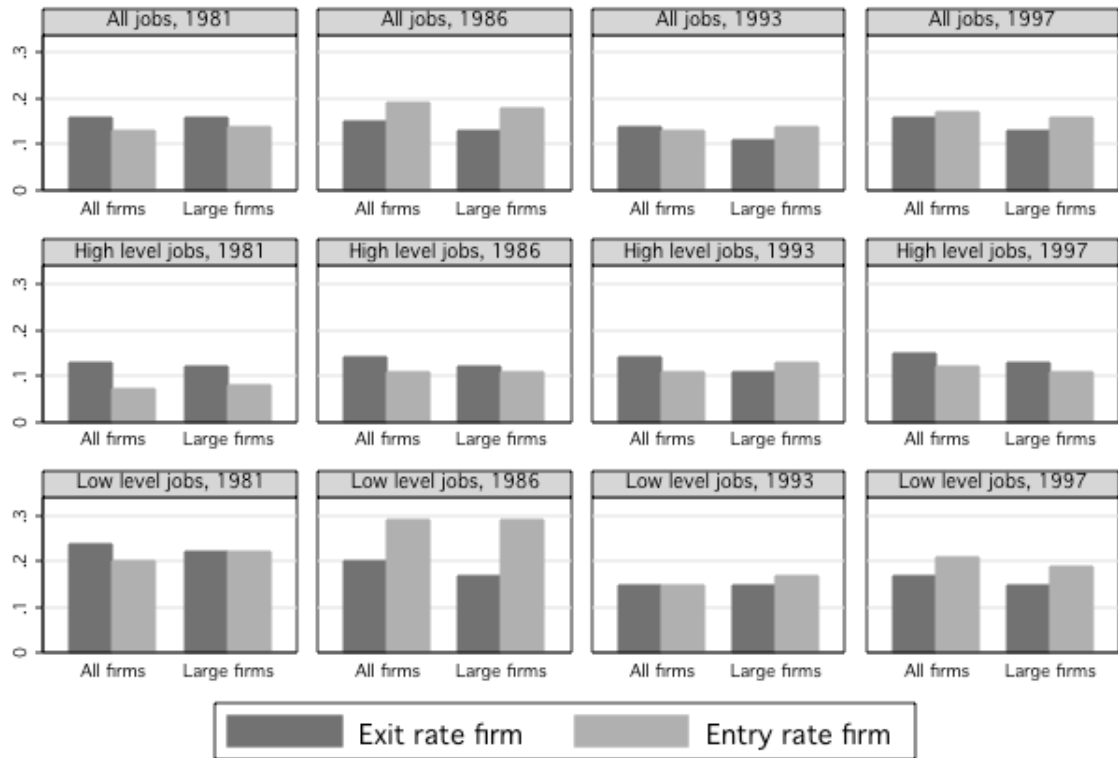 All jobs, 1981 All jobs, 1986 All jobs, 1993 All jobs, 1997
.3
.2
.1
0
All firms Large firms All firms Large firms All firms Large firms All firms Large firms
High level jobs, 1981 High level jobs, 1986 High level jobs, 1993 High level jobs, 1997
.3
.2
.1
0
All firms Large firms All firms Large firms All firms Large firms All firms Large firms
Low level jobs, 1981 Low level jobs, 1986 Low level jobs, 1993 Low level jobs, 1997
.3
.2
.1
0
All firms Large firms All firms Large firms All firms Large firms All firms Large firms
Exit rate firm Entry rate firm